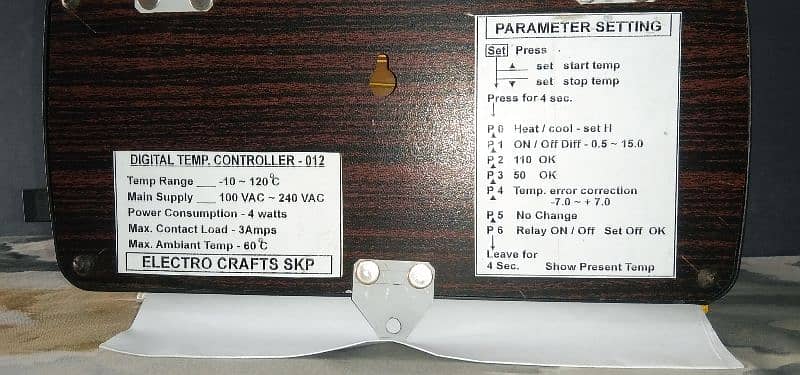 DIGITAL TEMP. CONTROLLER - 012
Temp Range ___ -10 ~ 120°C
Main Supply ___ 100 VAC ~ 240 VAC
Power Consumption - 4 watts
Max. Contact Load - 3Amps
Max. Ambiant Temp - 60°C
ELECTRO CRAFTS SKP
PARAMETER SETTING
Set Press
▲ set start temp
▼ set stop temp
Press for 4 sec.
P 0 Heat / cool - set H
P 1 ON / Off Diff - 0.5 ~ 15.0
P 2 110 OK
P 3 50 OK
P 4 Temp. error correction
-7.0 ~ + 7.0
P 5 No Change
P 6 Relay ON / Off Set Off OK
Leave for
4 Sec. Show Present Temp